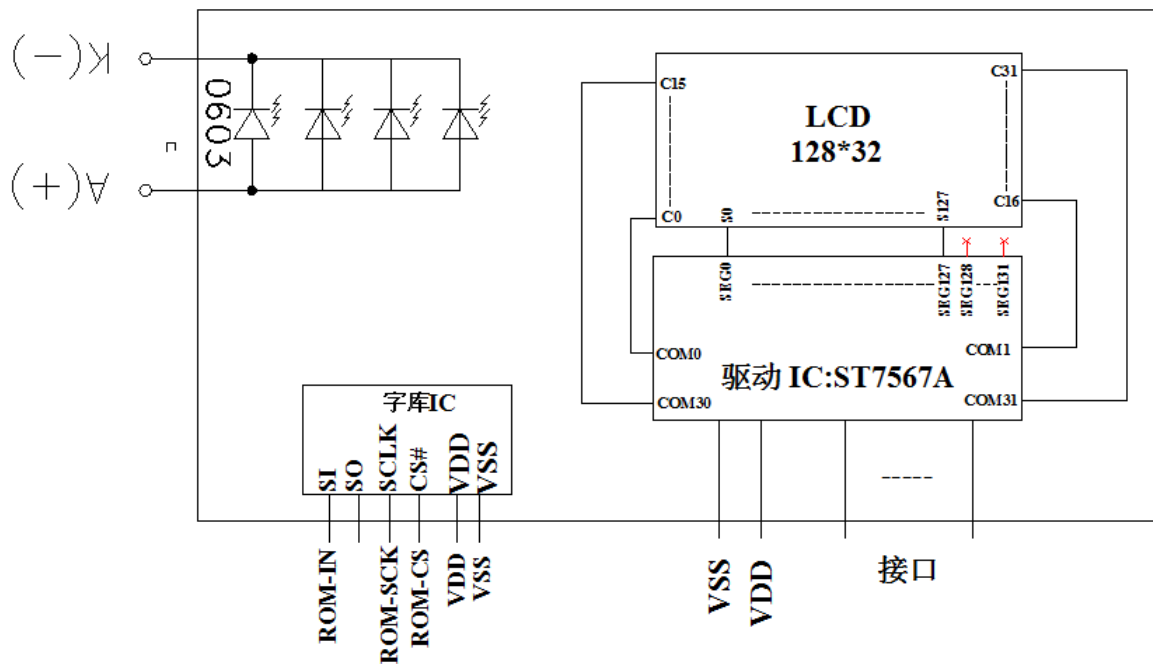 K(-)
A(+)
0603
LCD
128*32
C15
C0
C31
C16
S0
S127
SEG0
SEG127
SEG128
SEG131
COM0
COM30
COM1
COM31
驱动 IC:ST7567A
VSS
VDD
接口
字库IC
SI
SO
SCLK
CS#
VDD
VSS
ROM-IN
ROM-SCK
ROM-CS
VDD
VSS